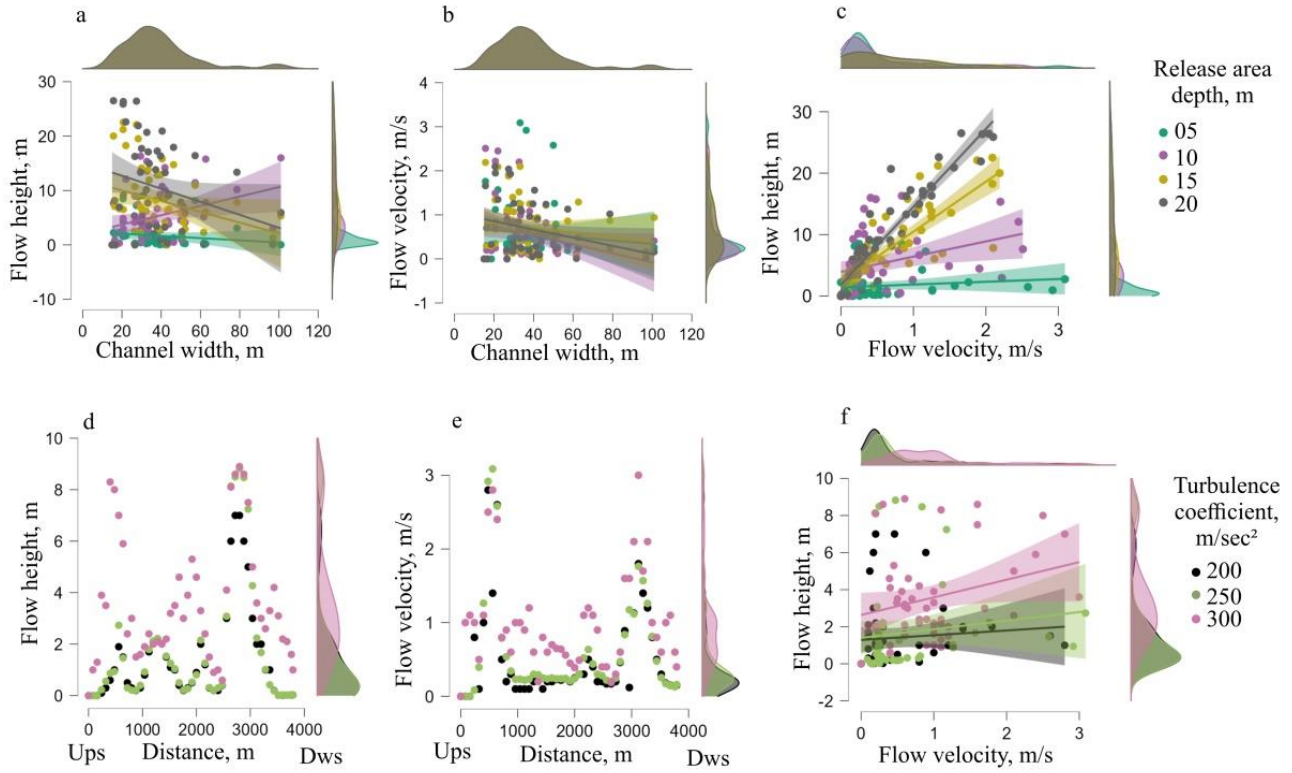 a
b
c
30
20
10
0
-10
Flow height, m
0 20 40 60 80 100 120
Channel width, m
4
3
2
1
0
-1
Flow velocity, m/s
0 20 40 60 80 100 120
Channel width, m
30
20
10
0
Flow height, m
0 1 2 3
Flow velocity, m/s
Release area
depth, m
05
10
15
20
d
e
f
10
8
6
4
2
0
Flow height, m
0 1000 2000 3000 4000
Ups Distance, m Dws
3
2
1
0
Flow velocity, m/s
0 1000 2000 3000 4000
Ups Distance, m Dws
10
8
6
4
2
0
-2
Flow height, m
0 1 2 3
Flow velocity, m/s
Turbulence
coefficient,
m/sec²
200
250
300